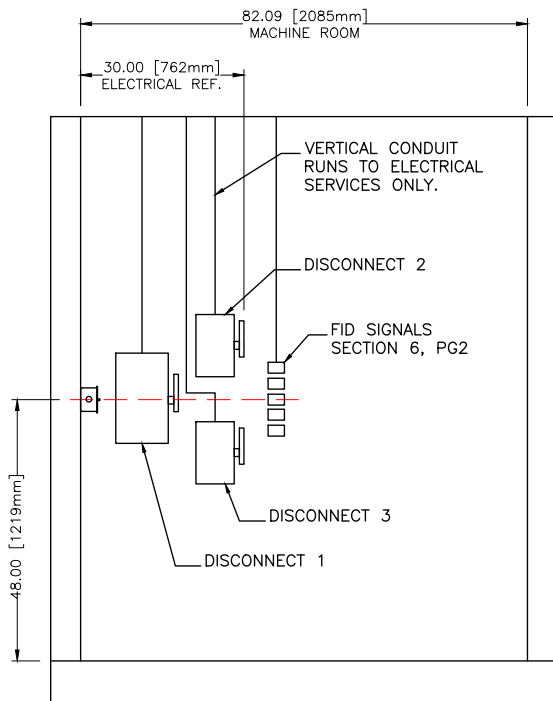 82.09 [2085mm]
MACHINE ROOM
30.00 [762mm]
ELECTRICAL REF.
VERTICAL CONDUIT
RUNS TO ELECTRICAL
SERVICES ONLY.
DISCONNECT 2
FID SIGNALS
SECTION 6, PG2
48.00 [1219mm]
DISCONNECT 3
DISCONNECT 1